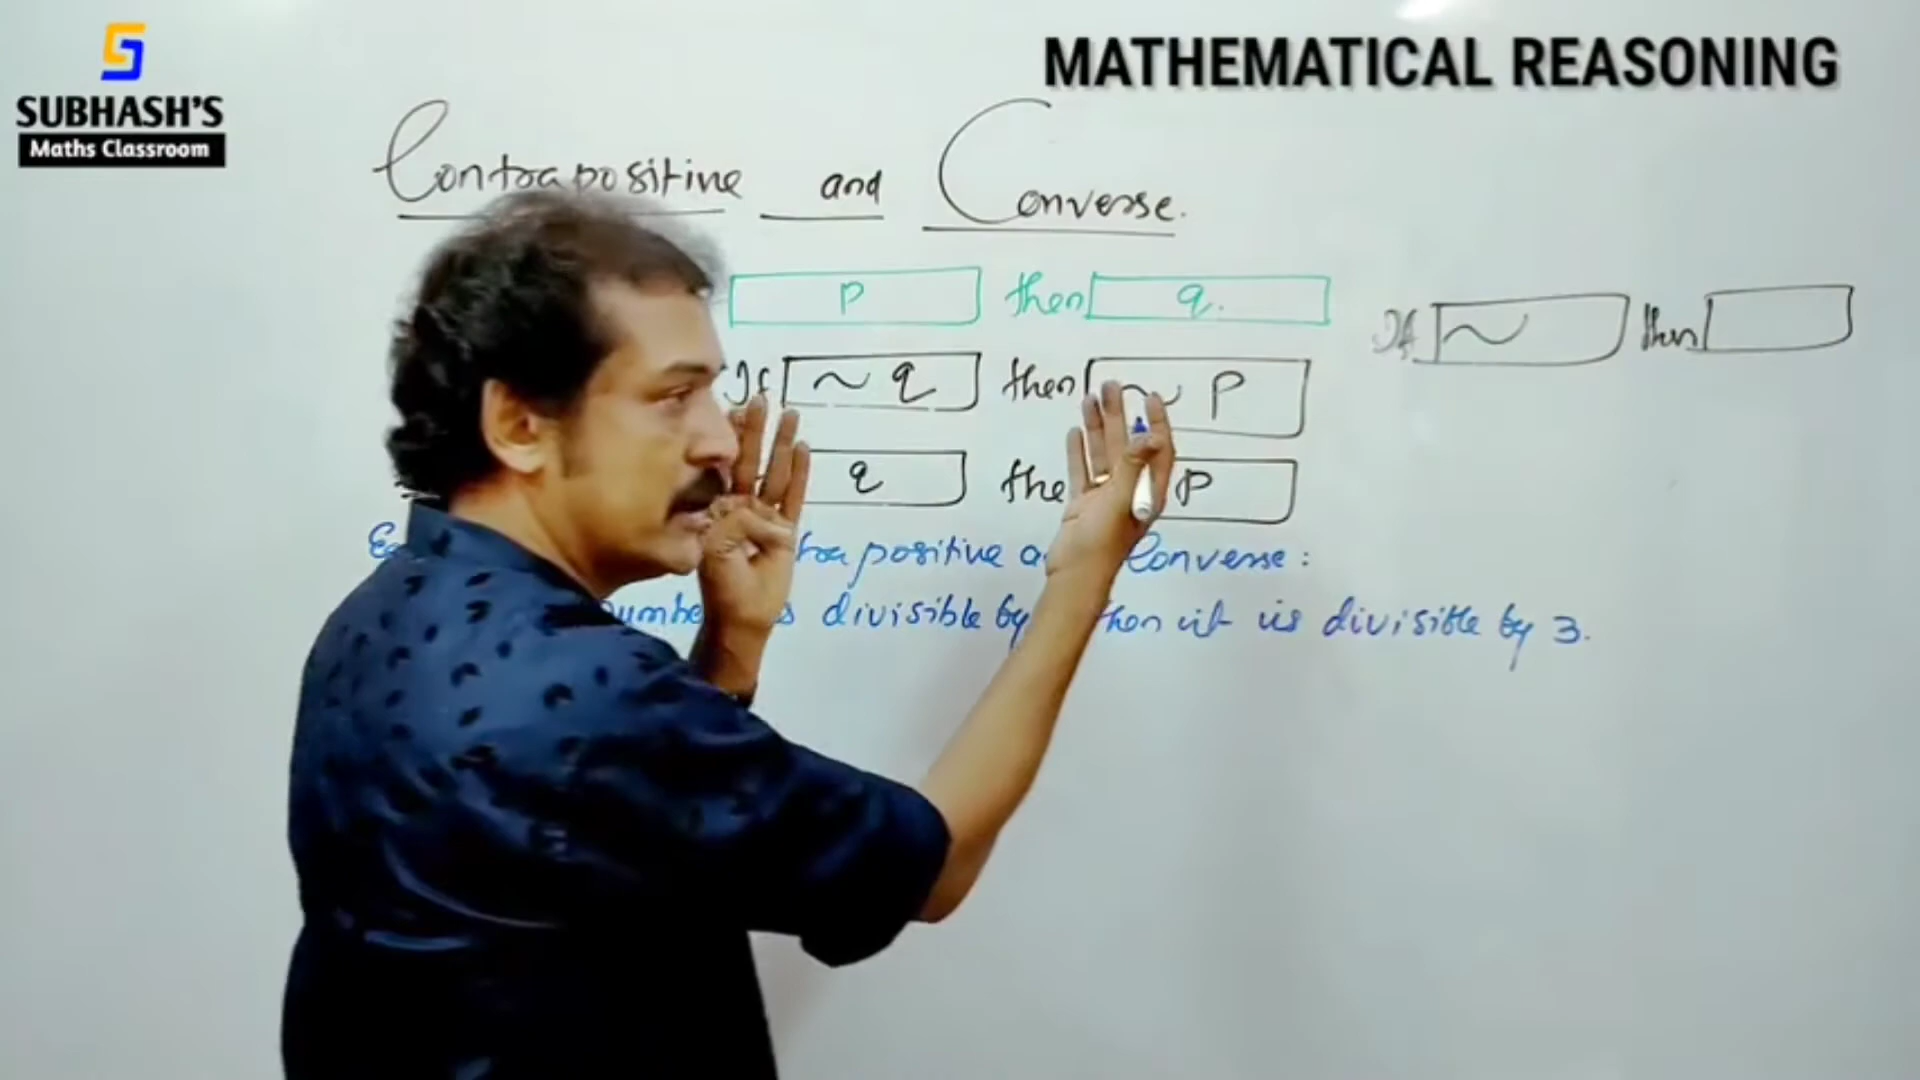 SUBHASH'S
Maths Classroom
MATHEMATICAL REASONING
Contrapositive and Converse.
p then q.
If ~ then
If ~ q then ~ p
q the p
positive Converse:
divisible by then it is divisible by 3.